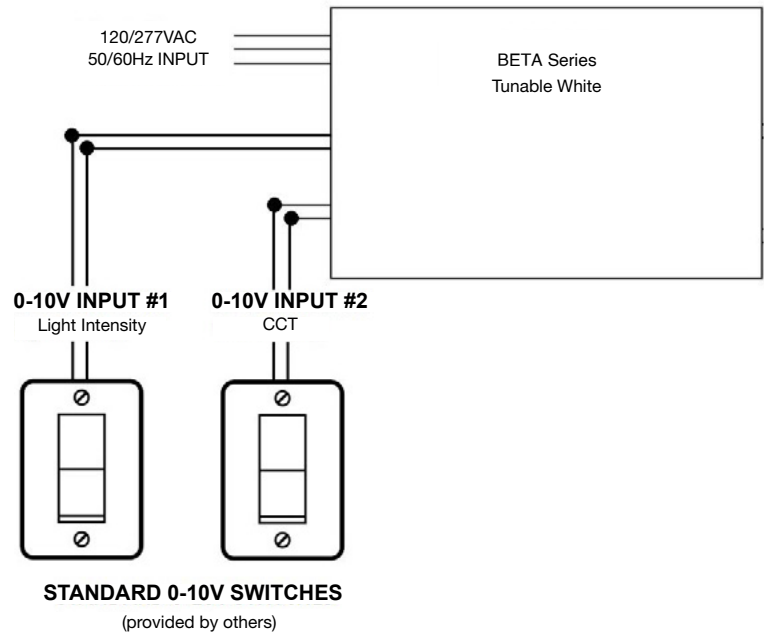 120/277VAC
50/60Hz INPUT
BETA Series
Tunable White
0-10V INPUT #1
Light Intensity
0-10V INPUT #2
CCT
STANDARD 0-10V SWITCHES
(provided by others)